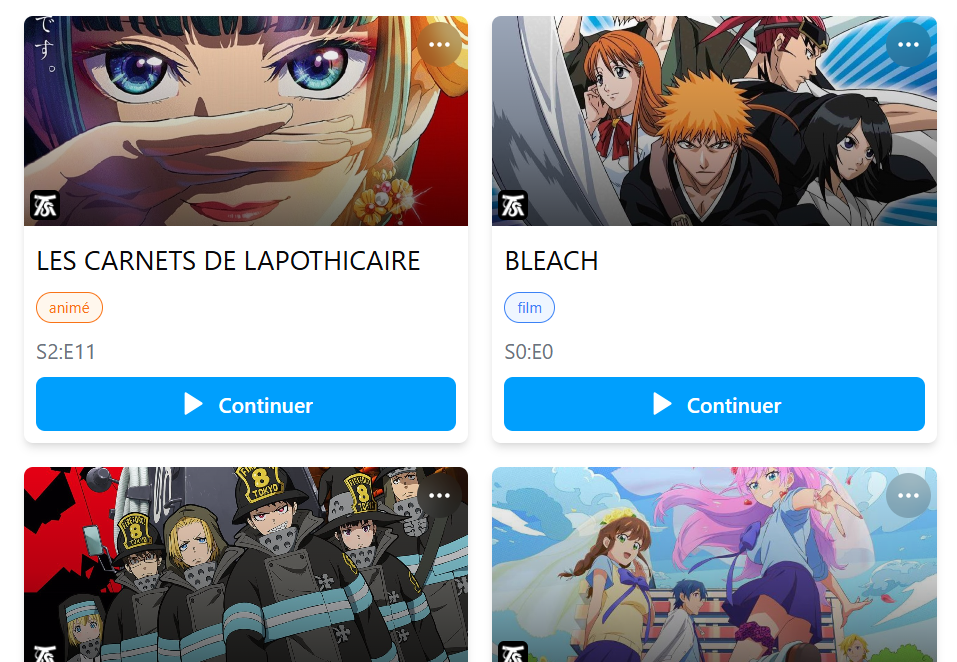 です。
LES CARNETS DE LAPOTHICAIRE
animé
S2:E11
Continuer
BLEACH
film
S0:E0
Continuer
8
TOKYO
8
TOKYO
8